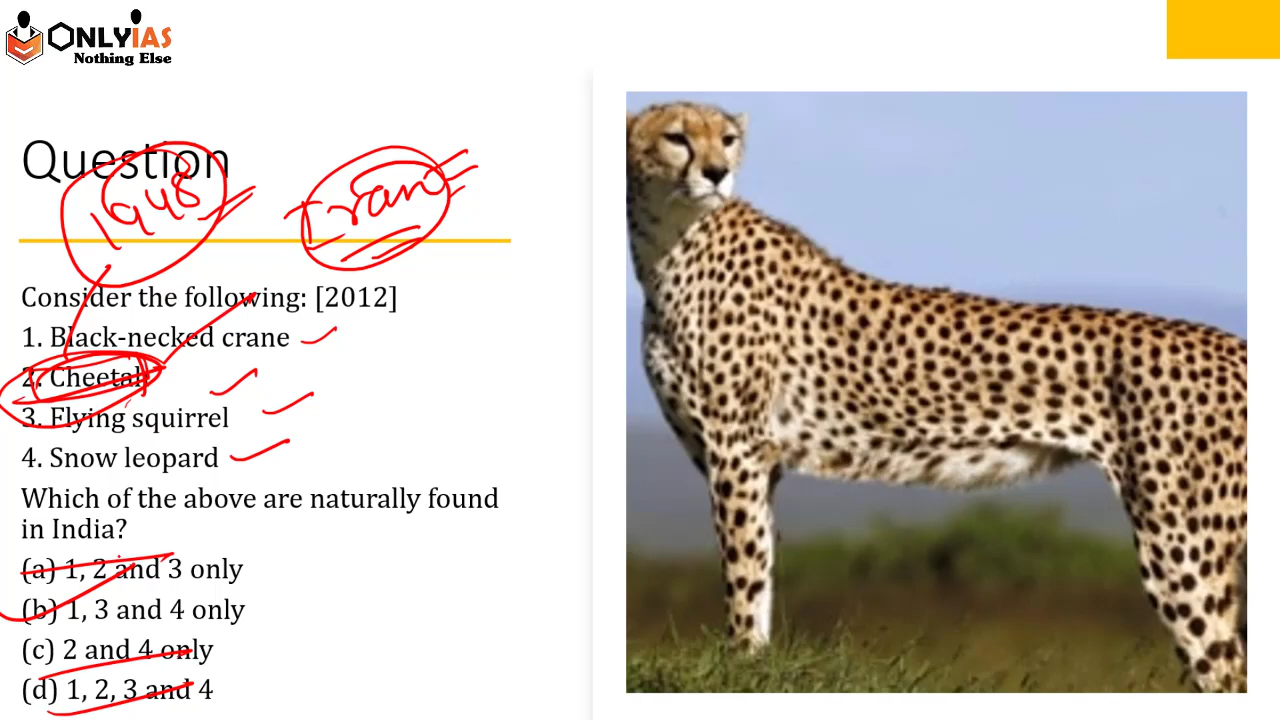 ONLYIAS
Nothing Else
Question
1948
Iran
Consider the following: [2012]
1. Black-necked crane
2. Cheetah
3. Flying squirrel
4. Snow leopard
Which of the above are naturally found
in India?
(a) 1, 2 and 3 only
(b) 1, 3 and 4 only
(c) 2 and 4 only
(d) 1, 2, 3 and 4